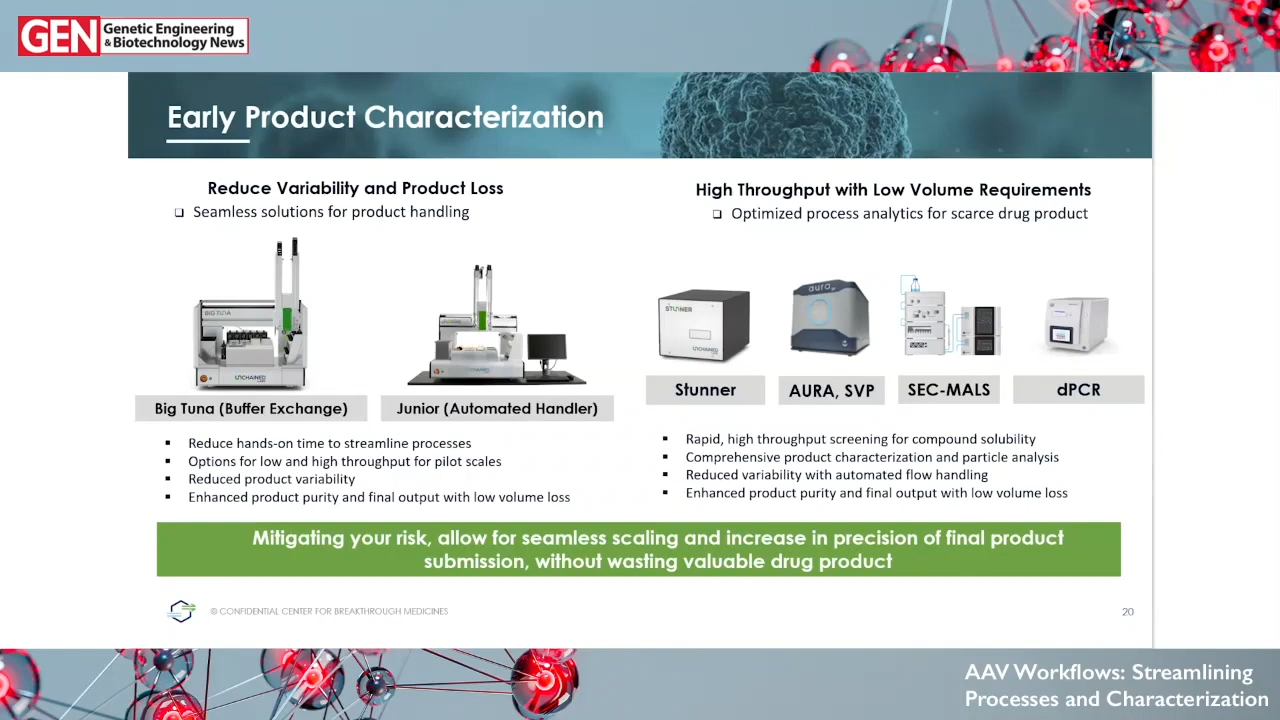 GEN Genetic Engineering
& Biotechnology News
Early Product Characterization
Reduce Variability and Product Loss
❑ Seamless solutions for product handling
BIG TUNA
UNCHAINED
Big Tuna (Buffer Exchange)
Junior (Automated Handler)
▪ Reduce hands-on time to streamline processes
▪ Options for low and high throughput for pilot scales
▪ Reduced product variability
▪ Enhanced product purity and final output with low volume loss
High Throughput with Low Volume Requirements
❑ Optimized process analytics for scarce drug product
STUNNER
UNCHAINED
aura
Stunner
AURA, SVP
SEC-MALS
dPCR
▪ Rapid, high throughput screening for compound solubility
▪ Comprehensive product characterization and particle analysis
▪ Reduced variability with automated flow handling
▪ Enhanced product purity and final output with low volume loss
Mitigating your risk, allow for seamless scaling and increase in precision of final product
submission, without wasting valuable drug product
© CONFIDENTIAL CENTER FOR BREAKTHROUGH MEDICINES
20
AAV Workflows: Streamlining
Processes and Characterization